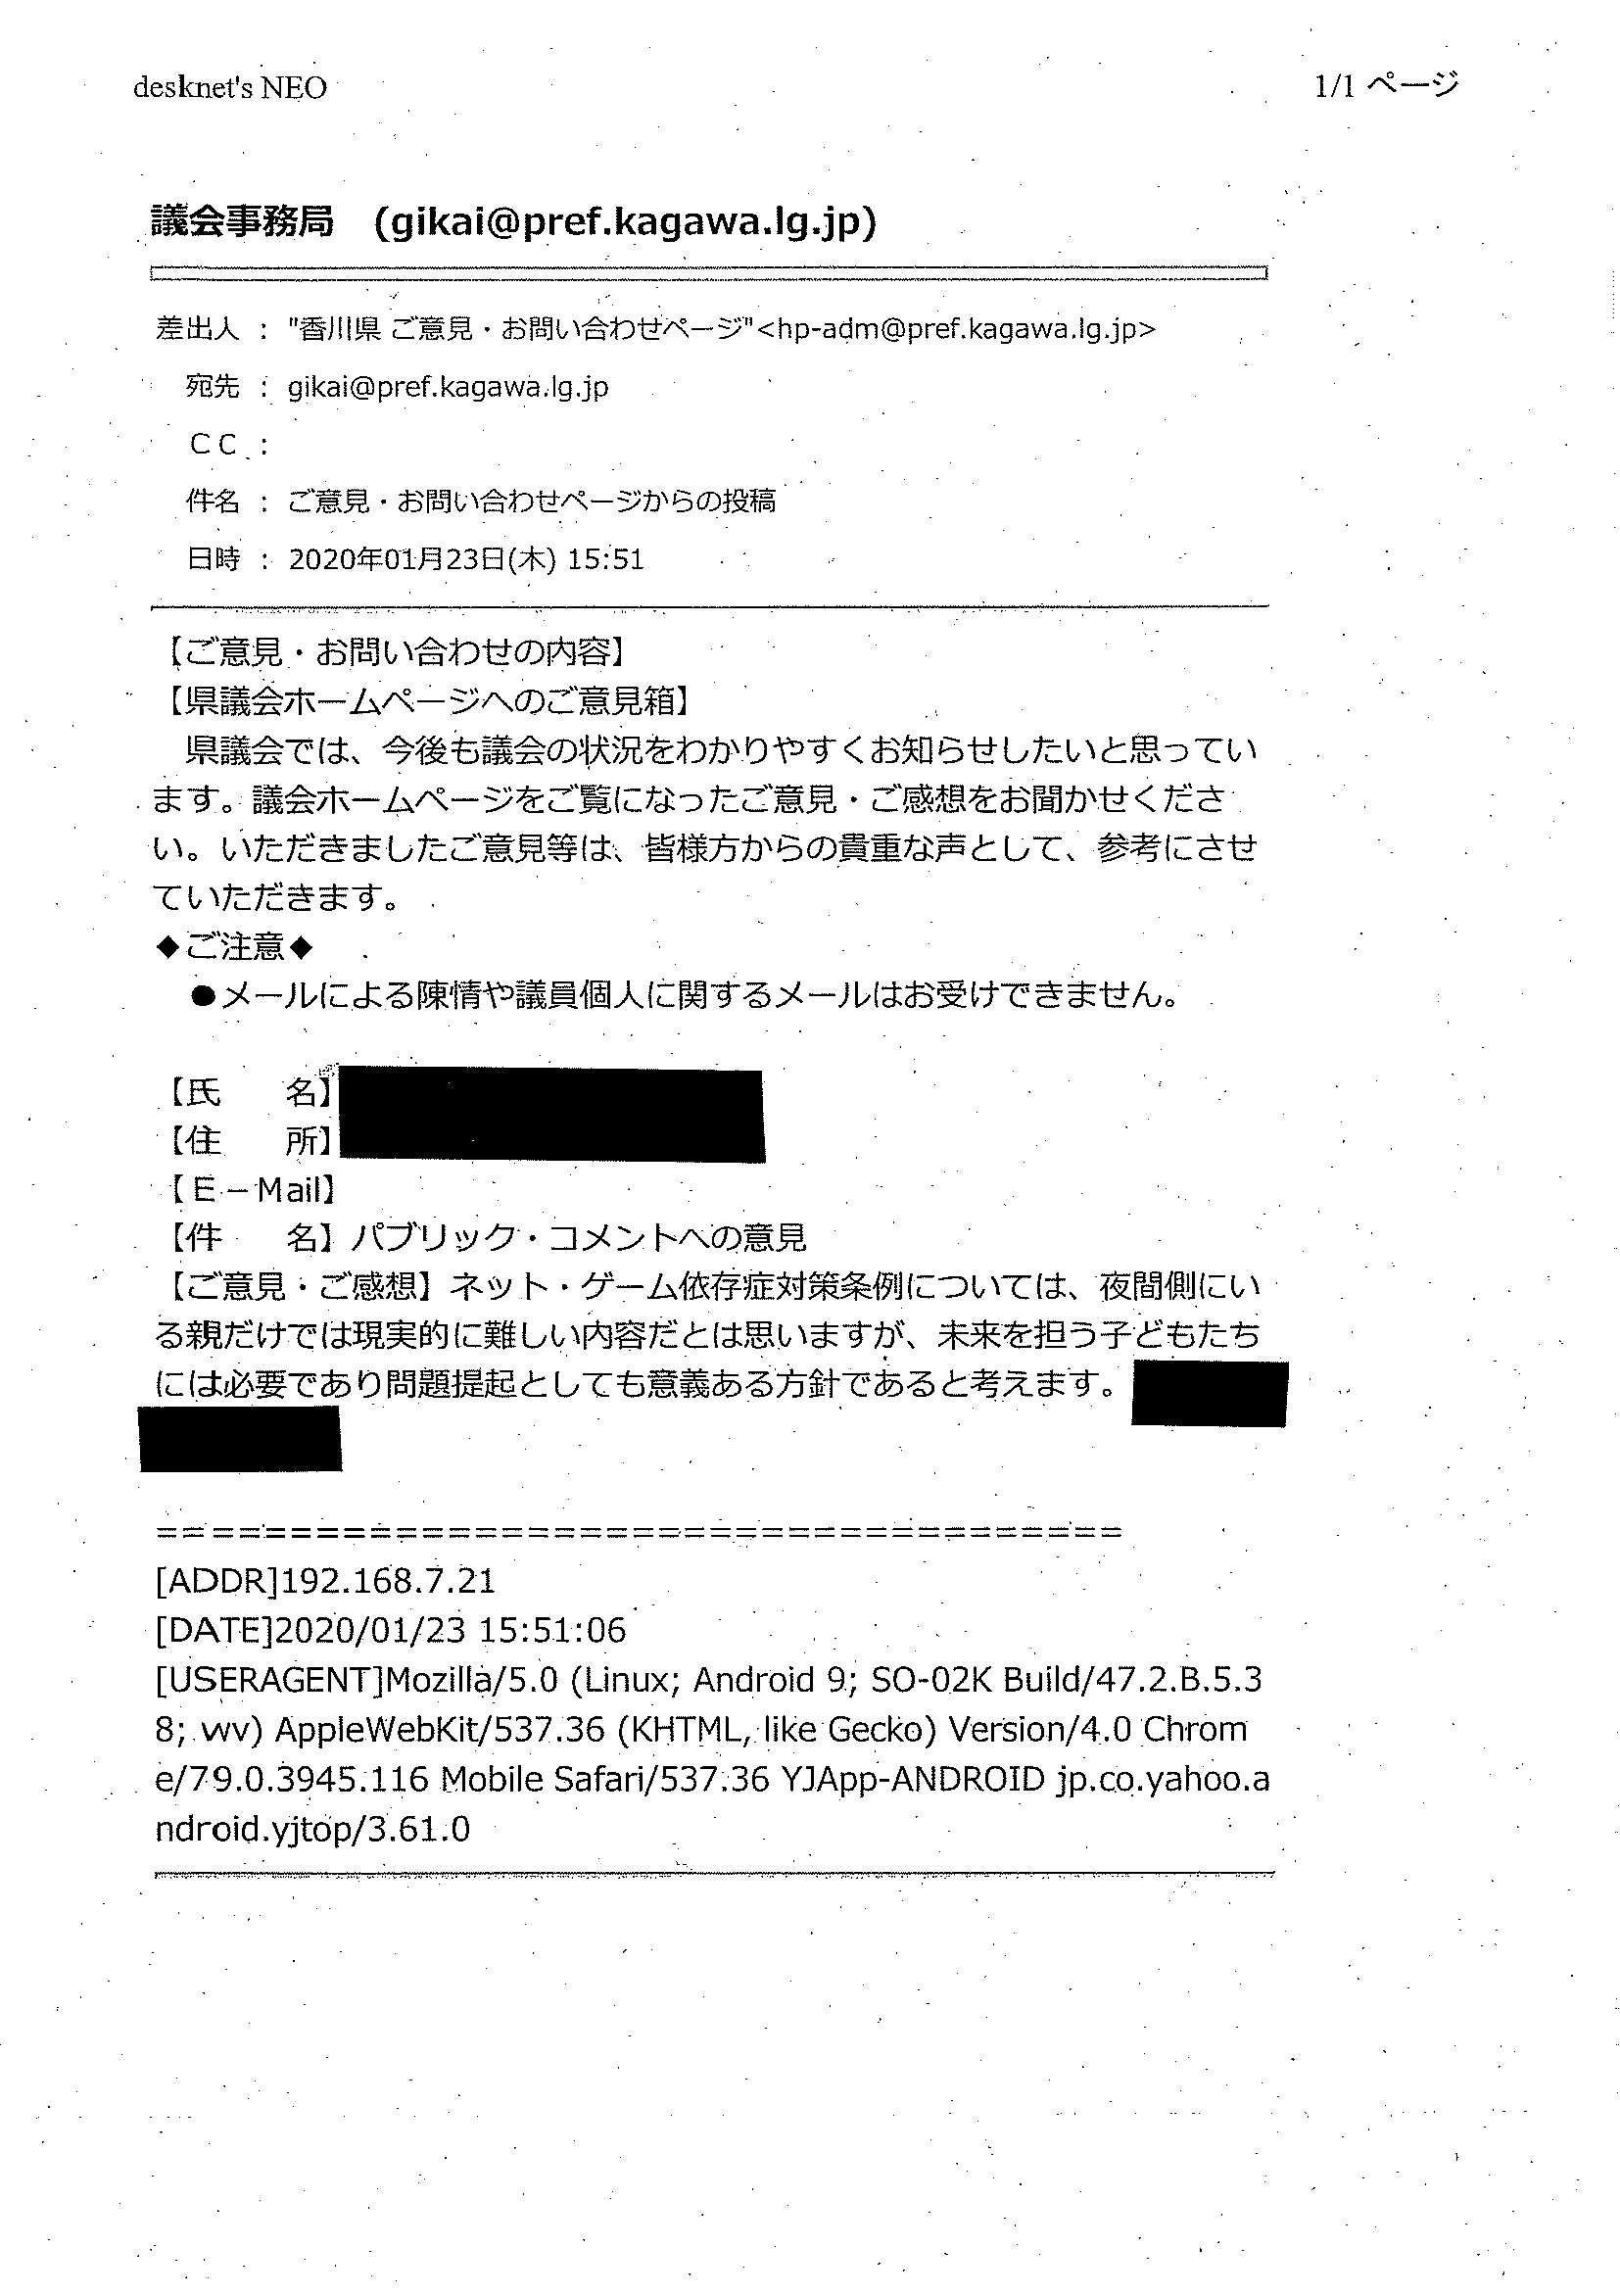 desknet's NEO
1/1 ページ
議会事務局　(gikai@pref.kagawa.lg.jp)
差出人 : "香川県 ご意見・お問い合わせページ"<hp-adm@pref.kagawa.lg.jp>
宛先 : gikai@pref.kagawa.lg.jp
ＣＣ :
件名 : ご意見・お問い合わせページからの投稿
日時 : 2020年01月23日(木) 15:51
【ご意見・お問い合わせの内容】
【県議会ホームページへのご意見箱】
　県議会では、今後も議会の状況をわかりやすくお知らせしたいと思ってい
ます。議会ホームページをご覧になったご意見・ご感想をお聞かせくださ
い。いただきましたご意見等は、皆様方からの貴重な声として、参考にさせ
ていただきます。
◆ご注意◆
　●メールによる陳情や議員個人に関するメールはお受けできません。
【氏　　名】
【住　　所】
【Ｅ－Mail】
【件　　名】パブリック・コメントへの意見
【ご意見・ご感想】ネット・ゲーム依存症対策条例については、夜間側にい
る親だけでは現実的に難しい内容だとは思いますが、未来を担う子どもたち
には必要であり問題提起としても意義ある方針であると考えます。
=====================================
[ADDR]192.168.7.21
[DATE]2020/01/23 15:51:06
[USERAGENT]Mozilla/5.0 (Linux; Android 9; SO-02K Build/47.2.B.5.3
8; wv) AppleWebKit/537.36 (KHTML, like Gecko) Version/4.0 Chrom
e/79.0.3945.116 Mobile Safari/537.36 YJApp-ANDROID jp.co.yahoo.a
ndroid.yjtop/3.61.0